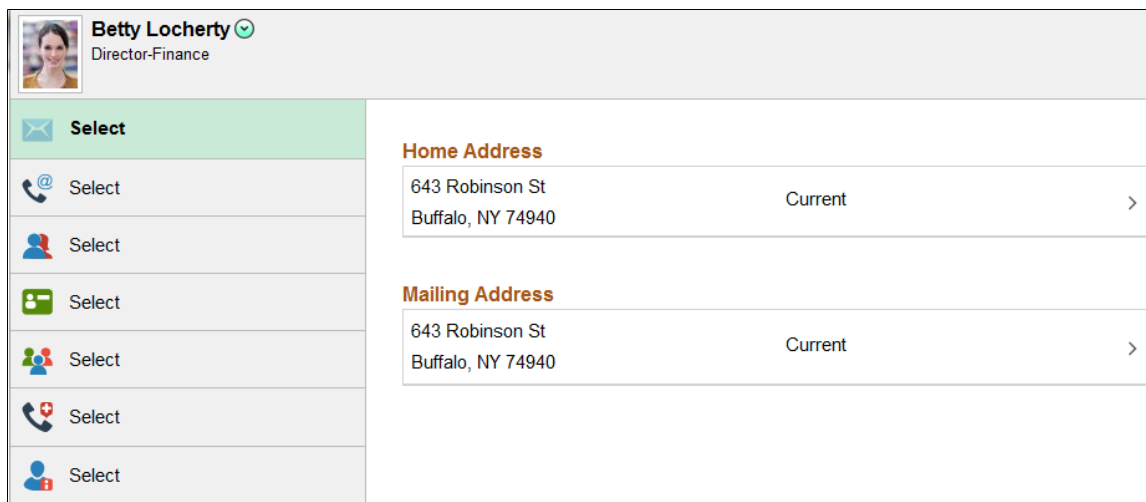 Betty Locherty
Director-Finance
Select
Select
Select
Select
Select
Select
Select
Home Address
643 Robinson St
Buffalo, NY 74940
Current
Mailing Address
643 Robinson St
Buffalo, NY 74940
Current